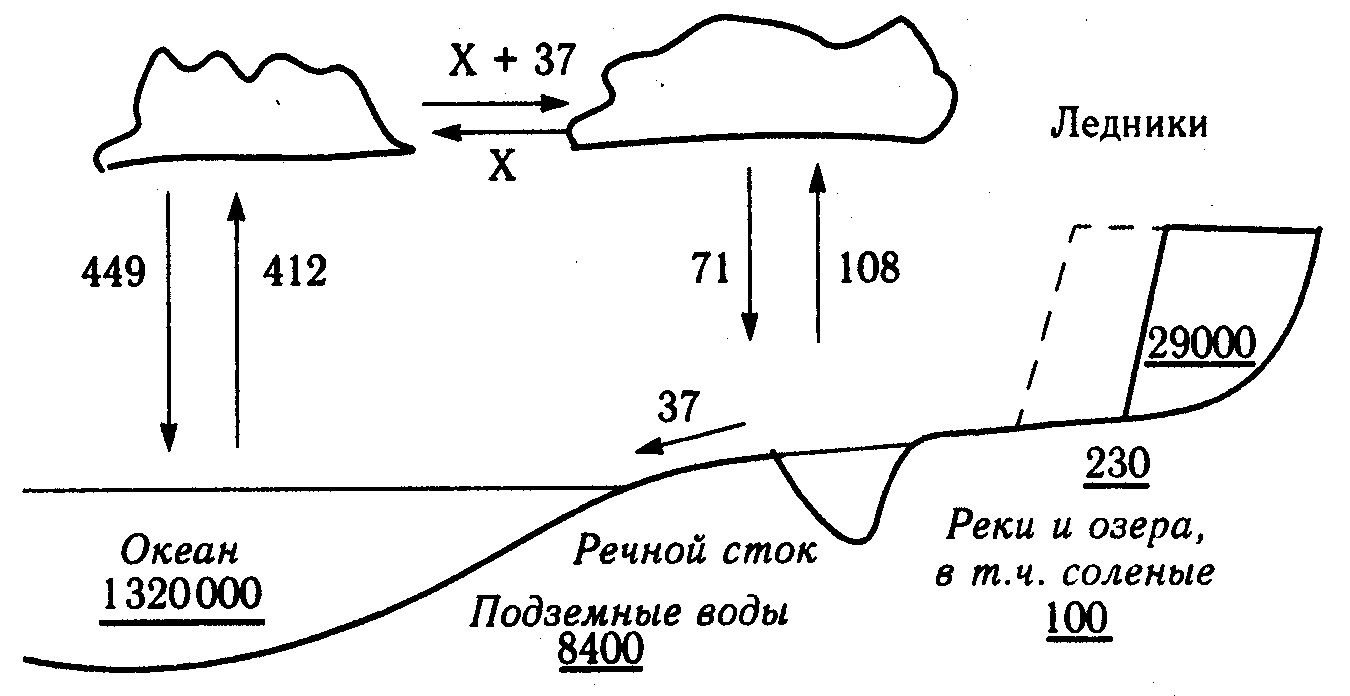 X + 37
X
Ледники
449
412
71
108
29000
37
230
Океан
1320000
Речной сток
Подземные воды
8400
Реки и озера,
в т.ч. соленые
100